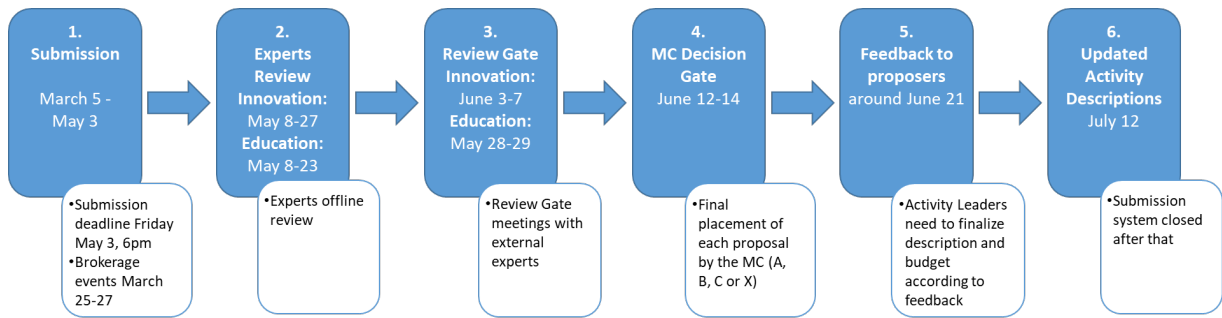 1.
Submission
March 5 -
May 3
•Submission
deadline Friday
May 3, 6pm
•Brokerage
events March
25-27
2.
Experts
Review
Innovation:
May 8-27
Education:
May 8-23
•Experts offline
review
3.
Review Gate
Innovation:
June 3-7
Education:
May 28-29
•Review Gate
meetings with
external
experts
4.
MC Decision
Gate
June 12-14
•Final
placement of
each proposal
by the MC (A,
B, C or X)
5.
Feedback to
proposers
around June 21
•Activity Leaders
need to finalize
description and
budget
according to
feedback
6.
Updated
Activity
Descriptions
July 12
•Submission
system closed
after that